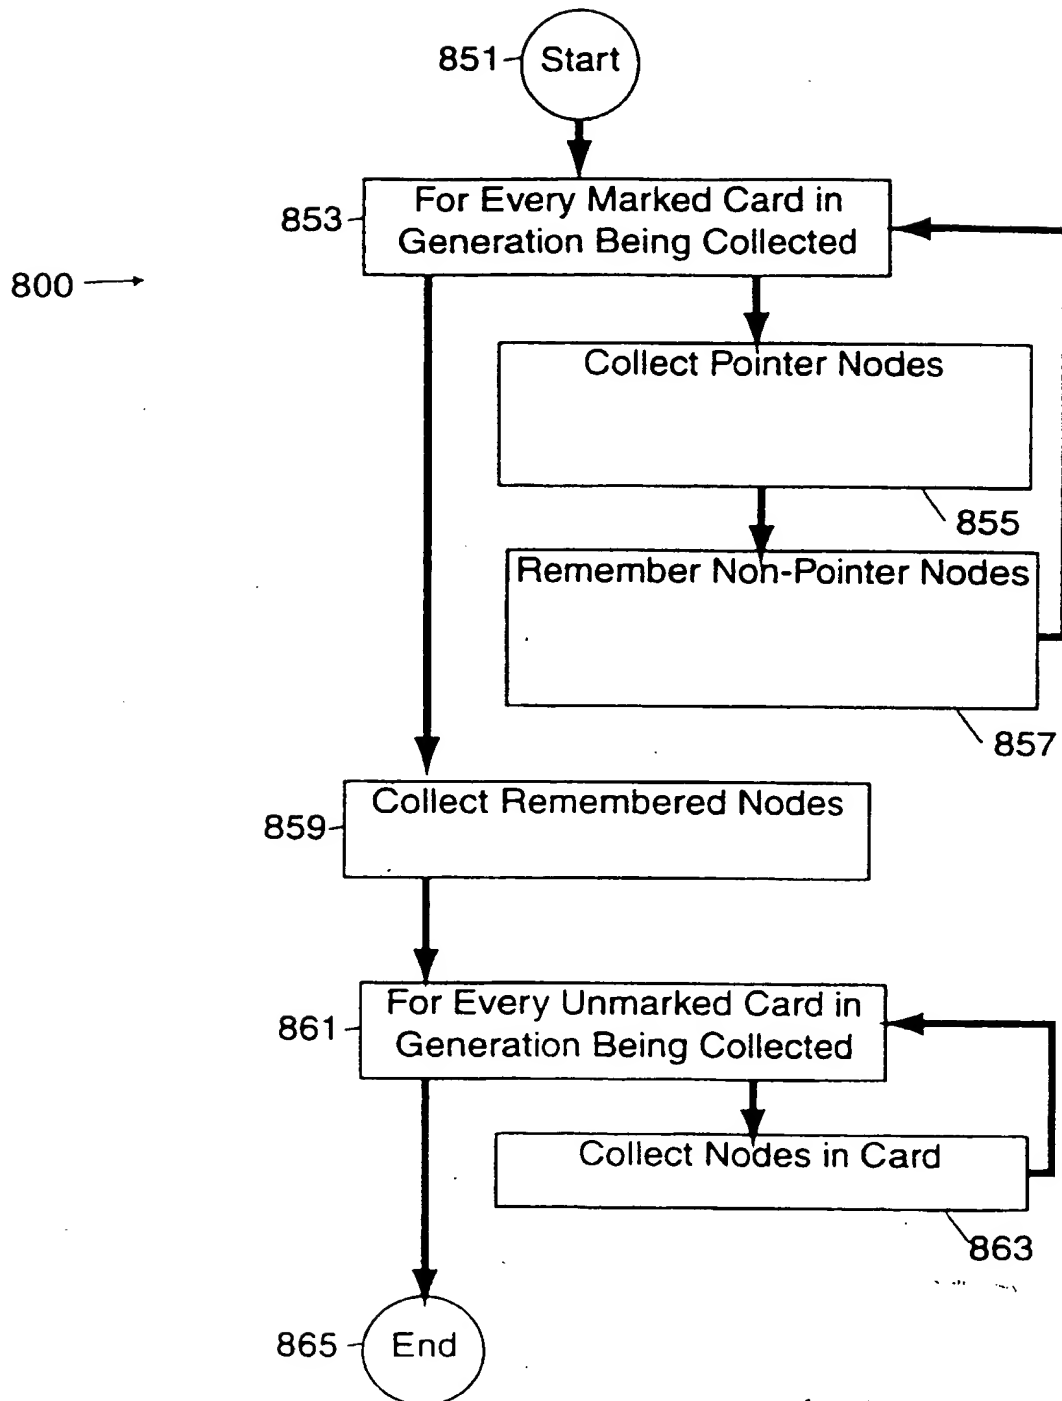 851
Start
853
For Every Marked Card in
Generation Being Collected
800
Collect Pointer Nodes
855
Remember Non-Pointer Nodes
857
859
Collect Remembered Nodes
861
For Every Unmarked Card in
Generation Being Collected
Collect Nodes in Card
863
865
End